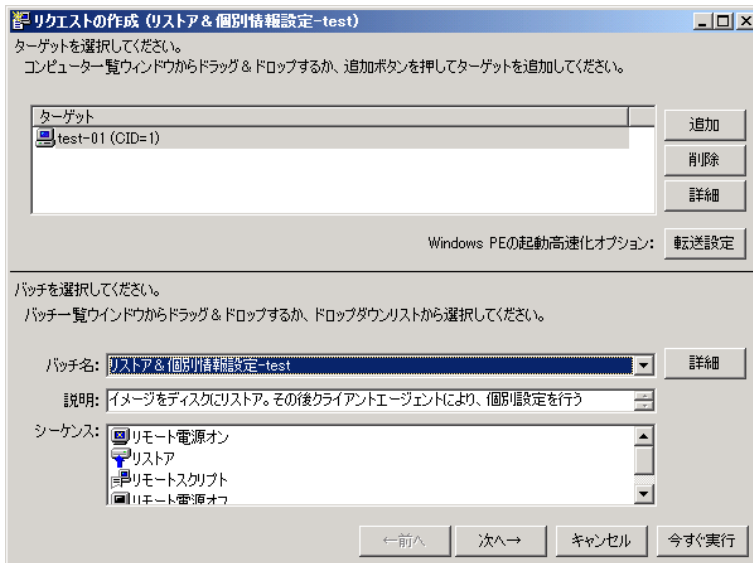 リクエストの作成 (リストア＆個別情報設定-test)
ターゲットを選択してください。
コンピューター覧ウィンドウからドラッグ＆ドロップするか、追加ボタンを押してターゲットを追加してください。
ターゲット
test-01 (CID=1)
追加
削除
詳細
Windows PEの起動高速化オプション:
転送設定
バッチを選択してください。
バッチ一覧ウインドウからドラッグ＆ドロップするか、ドロップダウンリストから選択してください。
バッチ名:
リストア＆個別情報設定-test
詳細
説明:
イメージをディスクにリストア。その後クライアントエージェントにより、個別設定を行う
シーケンス:
リモート電源オン
リストア
リモートスクリプト
リモート電源オフ
←前へ
次へ→
キャンセル
今すぐ実行